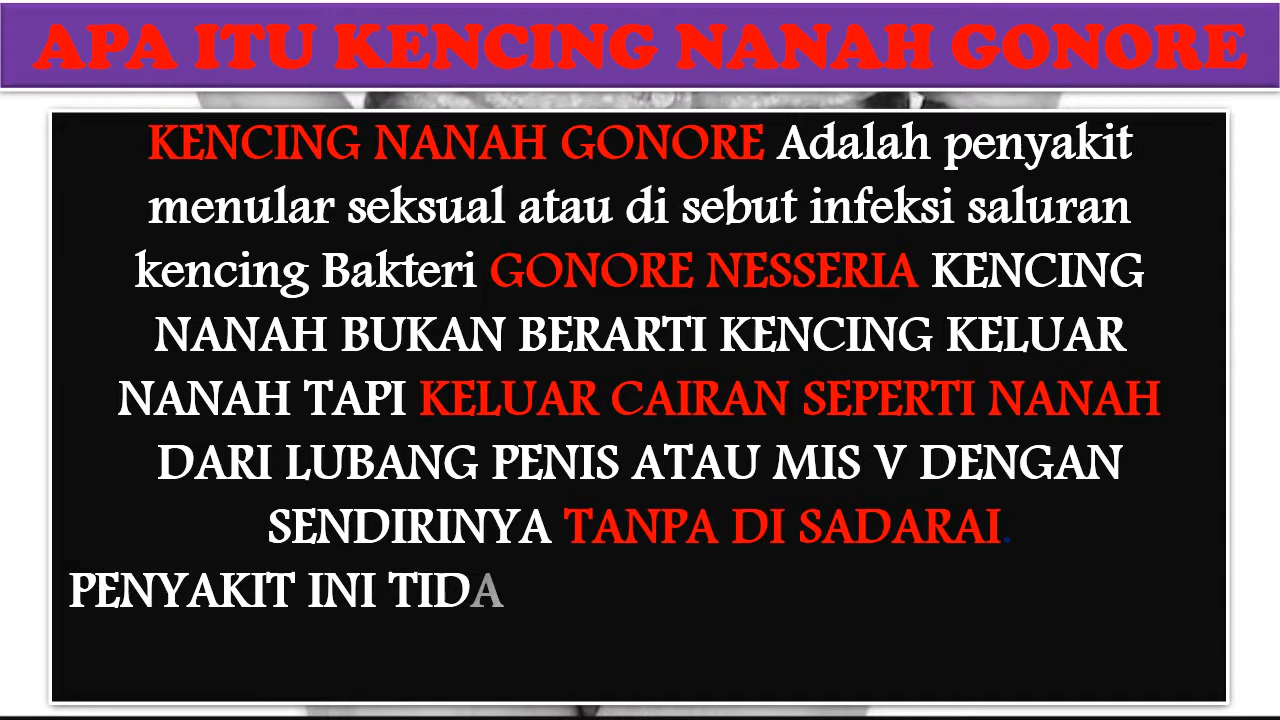 APA ITU KENCING NANAH GONORE
KENCING NANAH GONORE Adalah penyakit
menular seksual atau di sebut infeksi saluran
kencing Bakteri GONORE NESSERIA KENCING
NANAH BUKAN BERARTI KENCING KELUAR
NANAH TAPI KELUAR CAIRAN SEPERTI NANAH
DARI LUBANG PENIS ATAU MIS V DENGAN
SENDIRINYA TANPA DI SADARAI.
PENYAKIT INI TIDA